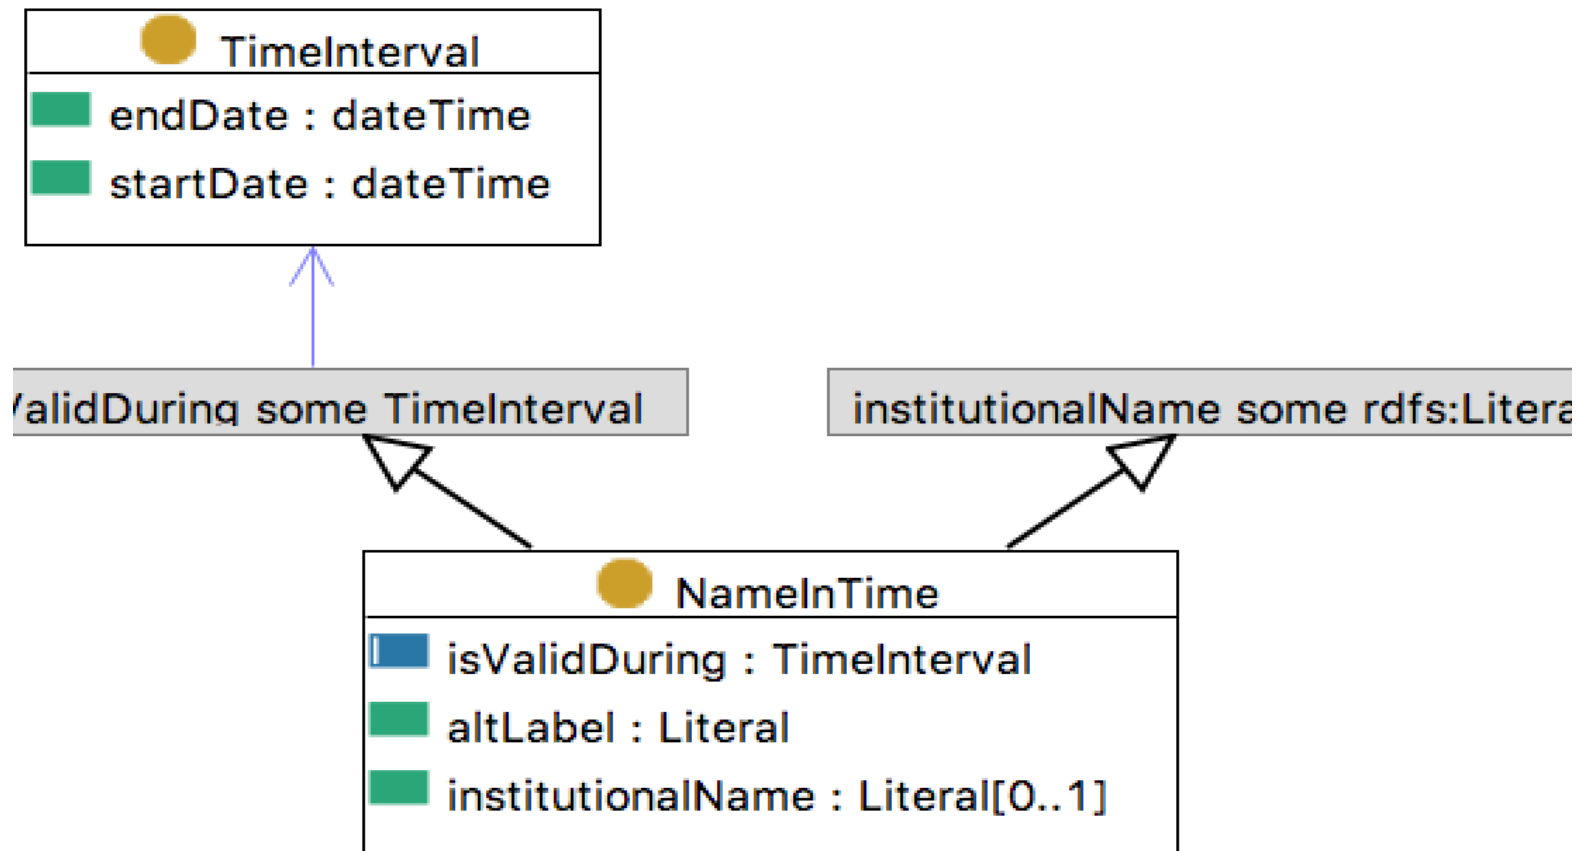 TimeInterval
endDate : dateTime
startDate : dateTime
ValidDuring some TimeInterval
institutionalName some rdfs:Litera
NameInTime
isValidDuring : TimeInterval
altLabel : Literal
institutionalName : Literal[0..1]